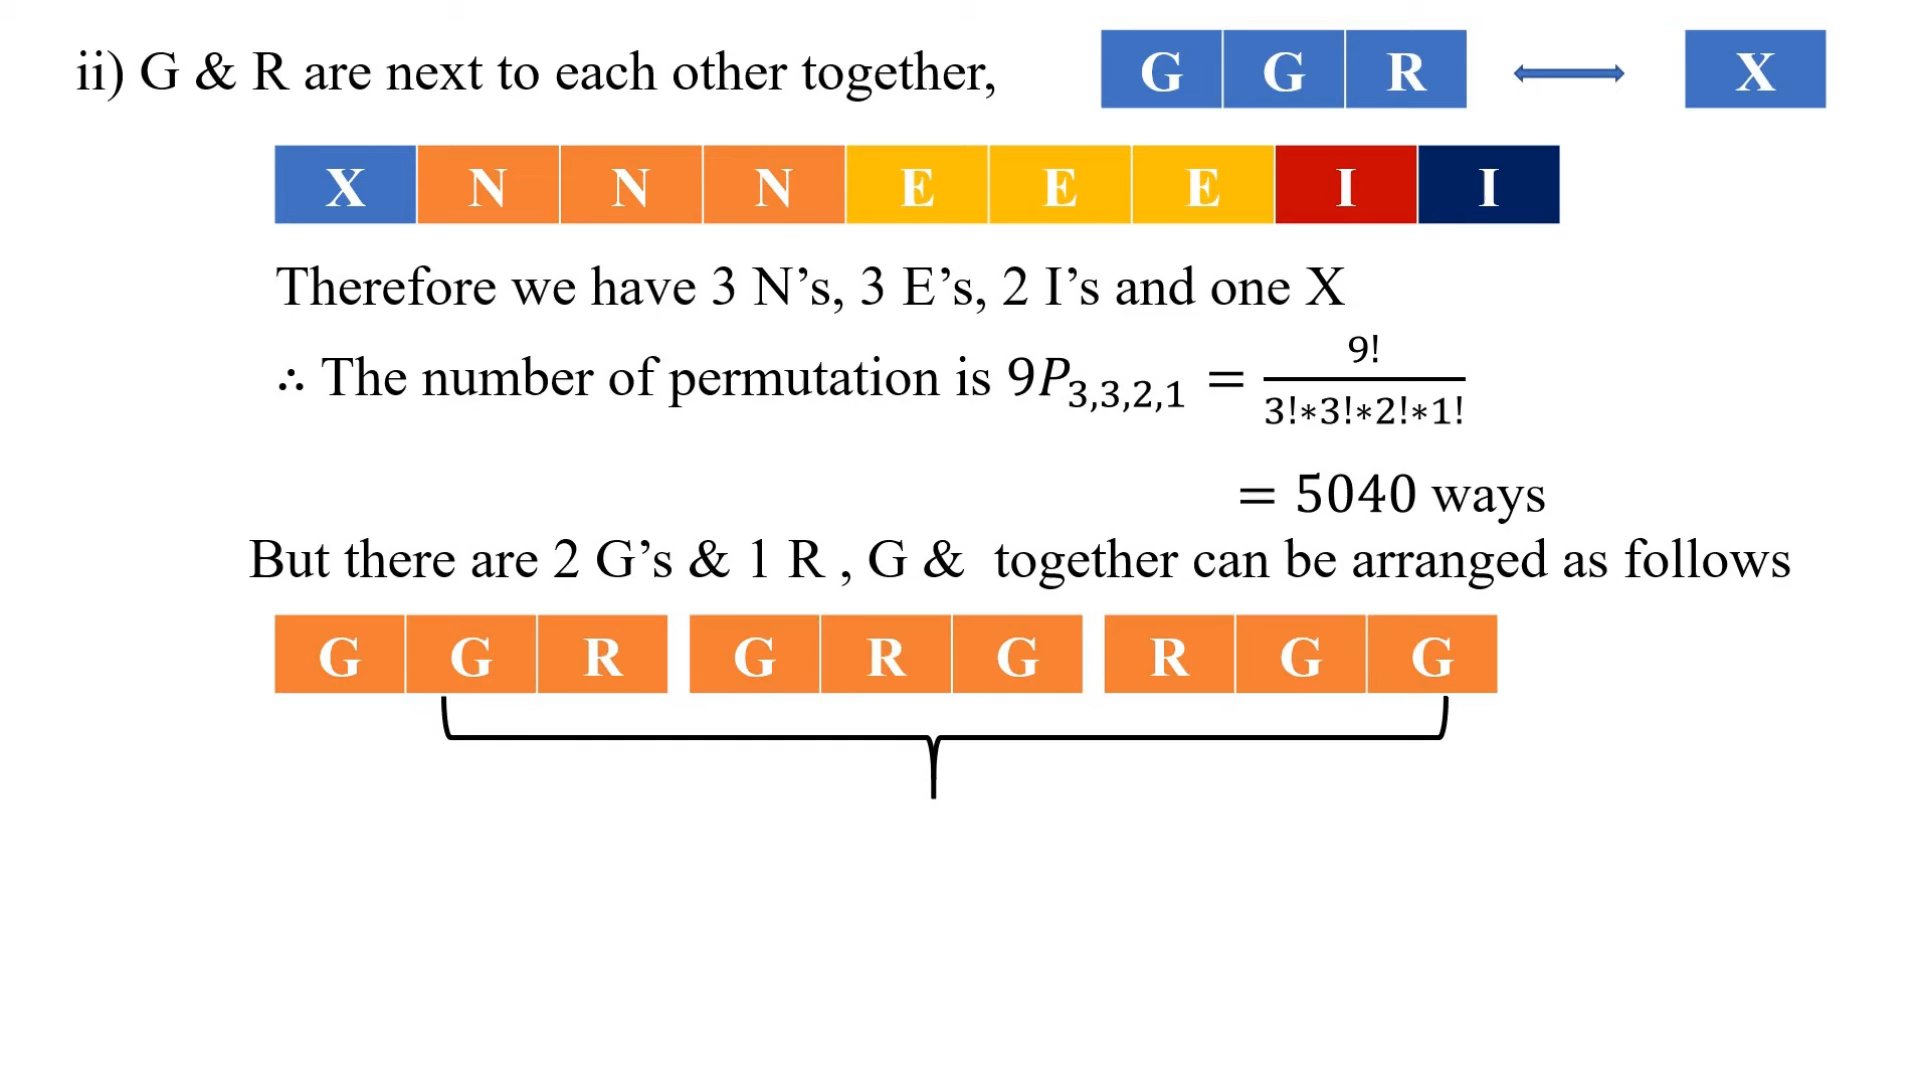 ii) G & R are next to each other together, G G R X
X N N N E E E I I
Therefore we have 3 N’s, 3 E’s, 2 I’s and one X
∴ The number of permutation is 9P₃,₃,₂,₁ = 9! / 3!∗3!∗2!∗1!
= 5040 ways
But there are 2 G’s & 1 R , G & together can be arranged as follows
G G R G R G R G G